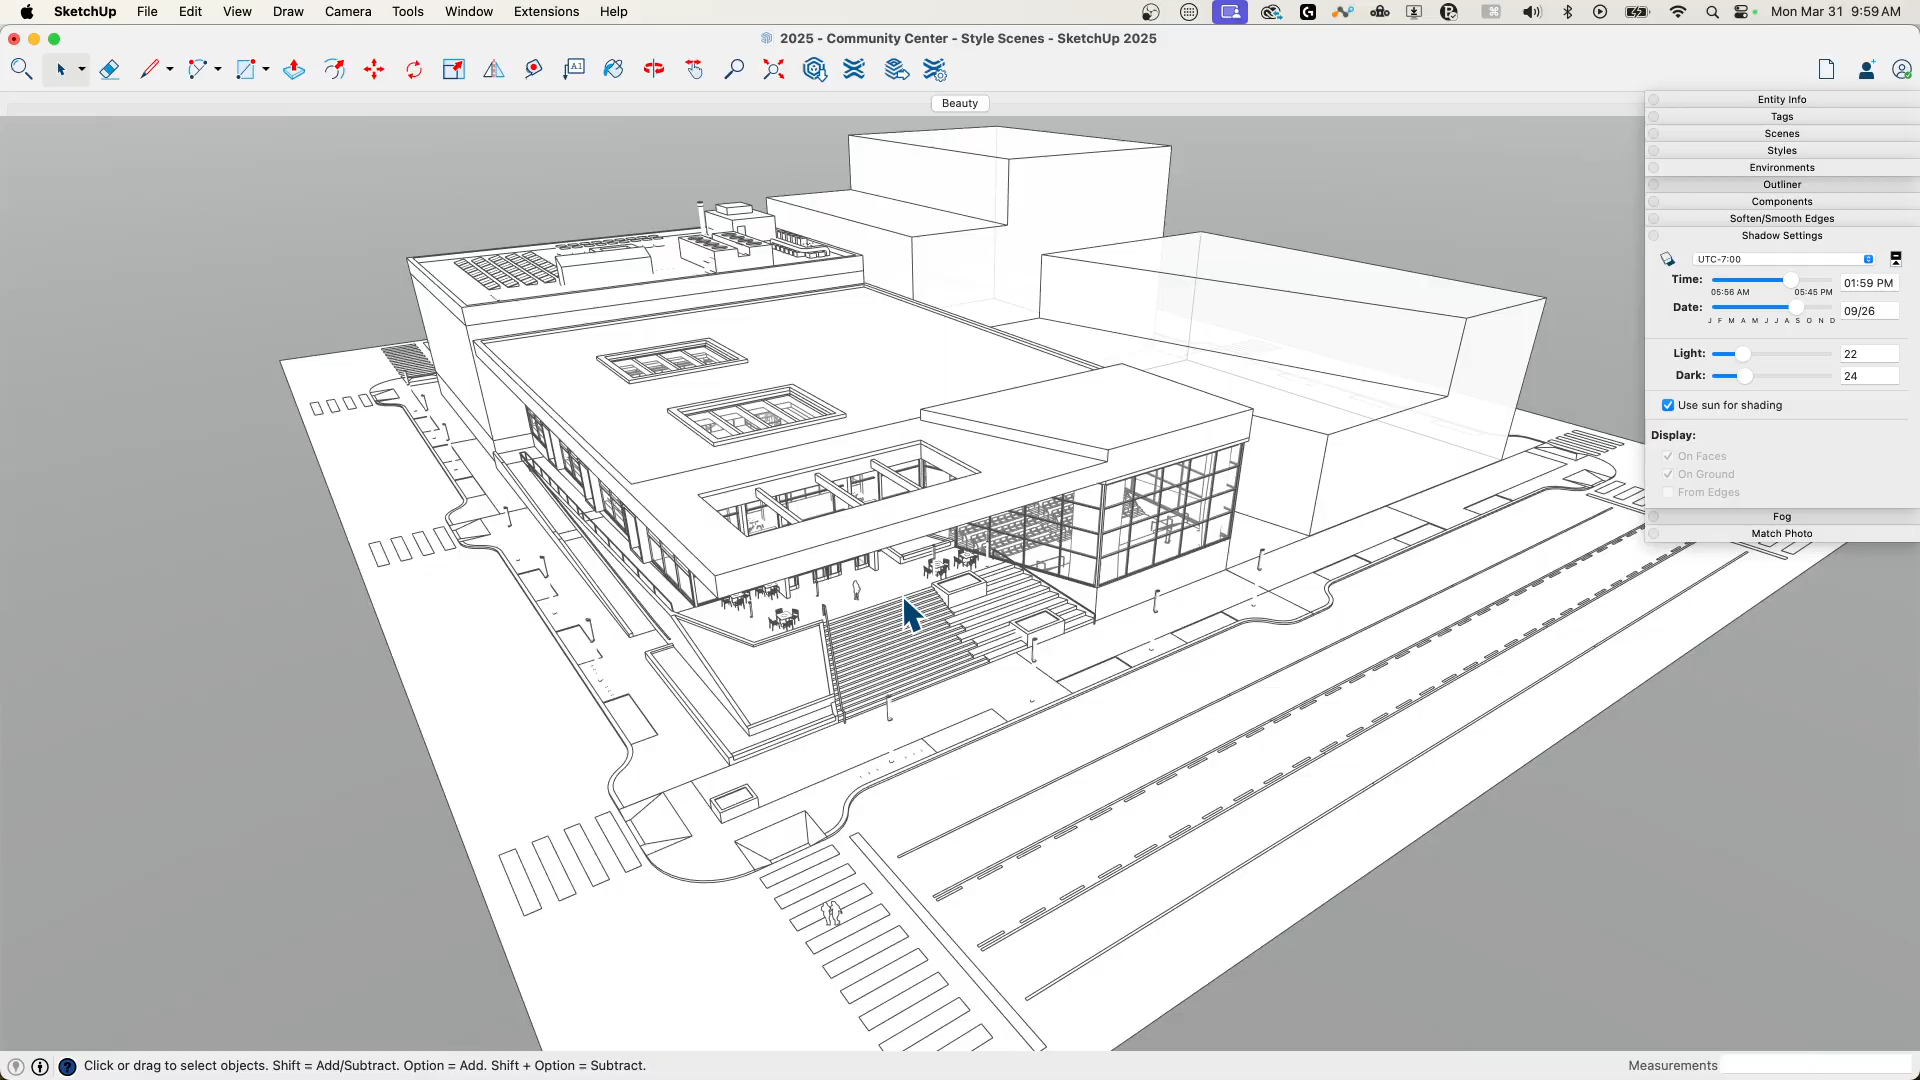 SketchUp File Edit View Draw Camera Tools Window Extensions Help Mon Mar 31 9:59 AM
2025 - Community Center - Style Scenes - SketchUp 2025
A1
Beauty
Entity Info
Tags
Scenes
Styles
Environments
Outliner
Components
Soften/Smooth Edges
Shadow Settings
UTC-7:00
Time: 01:59 PM
05:56 AM 05:45 PM
Date: 09/26
J F M A M J J A S O N D
Light: 22
Dark: 24
Use sun for shading
Display:
On Faces
On Ground
From Edges
Fog
Match Photo
Click or drag to select objects. Shift = Add/Subtract. Option = Add. Shift + Option = Subtract.
Measurements